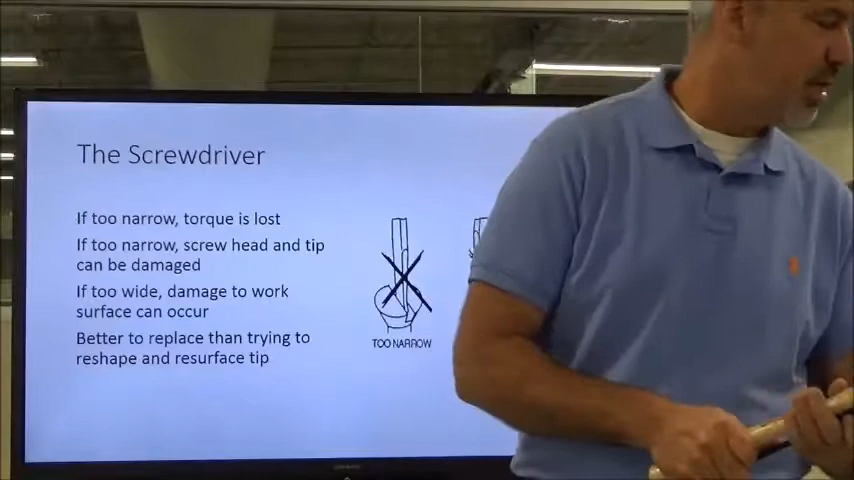 The Screwdriver
If too narrow, torque is lost
If too narrow, screw head and tip
can be damaged
If too wide, damage to work
surface can occur
Better to replace than trying to
reshape and resurface tip
TOO NARROW